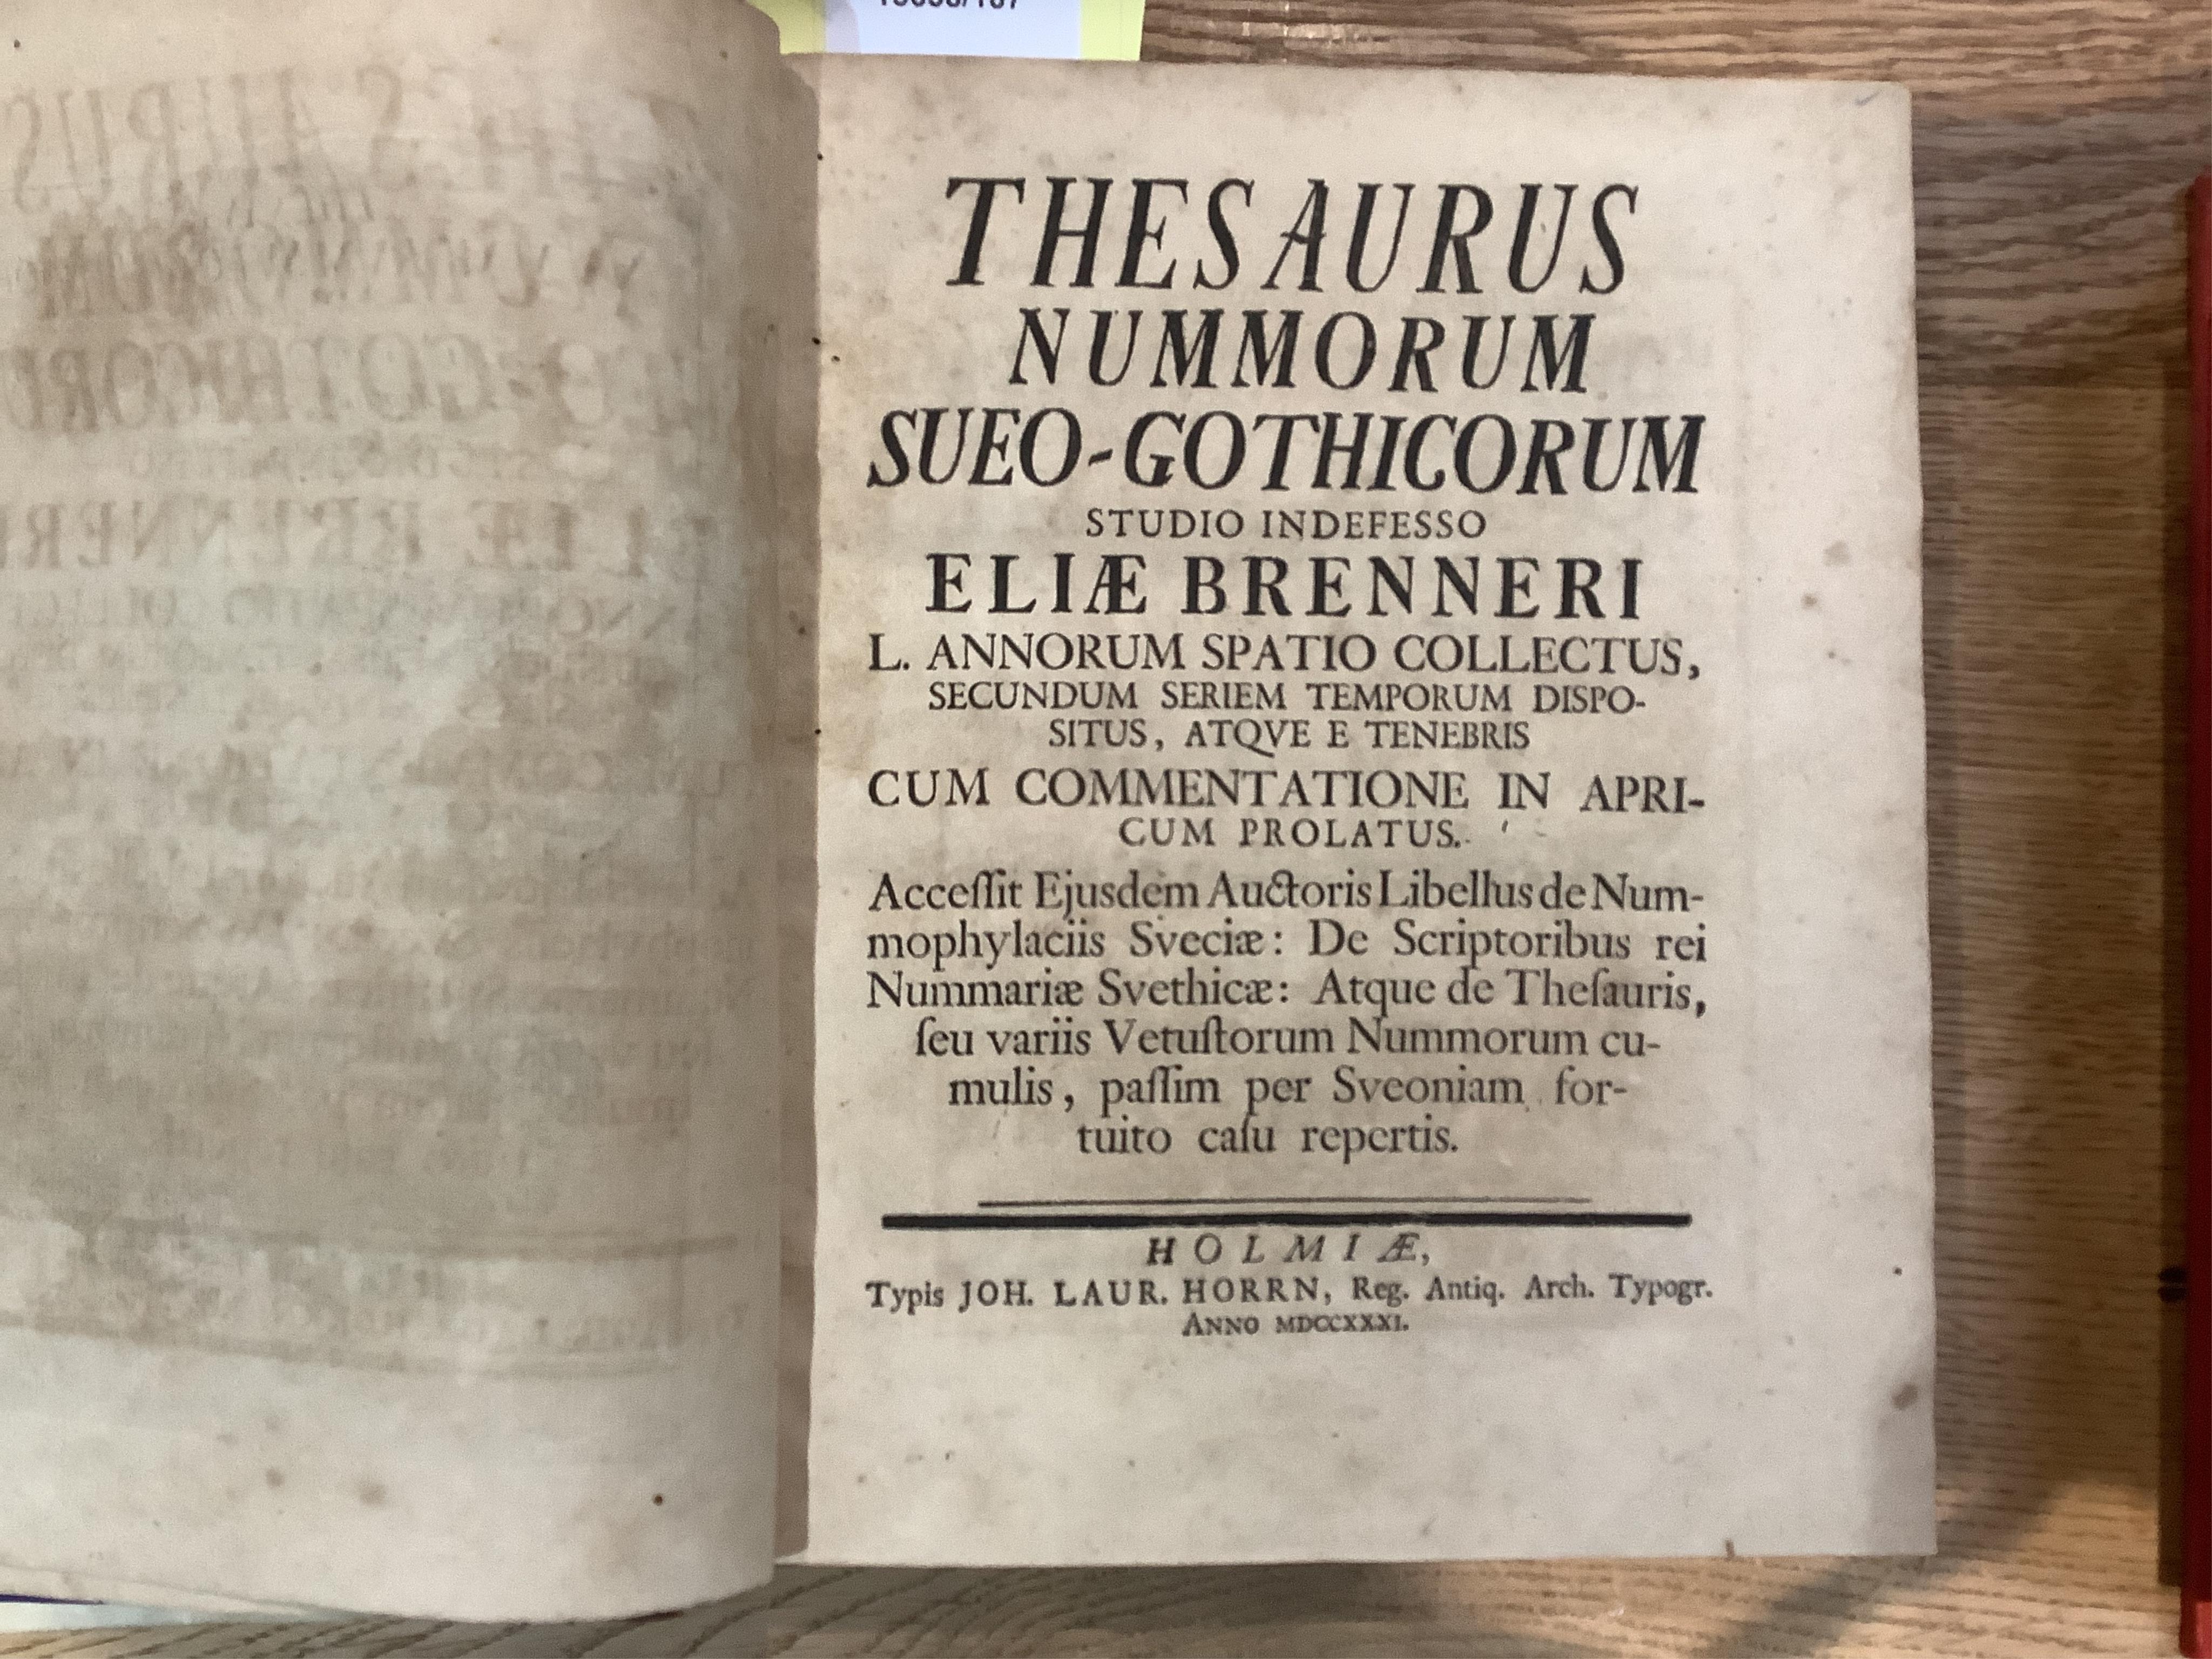 THESAURUS
NUMMORUM
SUEO-GOTHICORUM
STUDIO INDEFESSO
ELIÆ BRENNERI
L. ANNORUM SPATIO COLLECTUS,
SECUNDUM SERIEM TEMPORUM DISPO-
SITUS, ATQVE E TENEBRIS
CUM COMMENTATIONE IN APRI-
CUM PROLATUS.
Acceſſit Ejusdem Auctoris Libellus de Num-
mophylaciis Sveciæ: De Scriptoribus rei
Nummariæ Svethicæ: Atque de Theſauris,
ſeu variis Vetuſtorum Nummorum cu-
mulis, paſſim per Sveoniam for-
tuito caſu repertis.
HOLMIÆ,
Typis JOH. LAUR. HORRN, Reg. Antiq. Arch. Typogr.
ANNO MDCCXXXI.